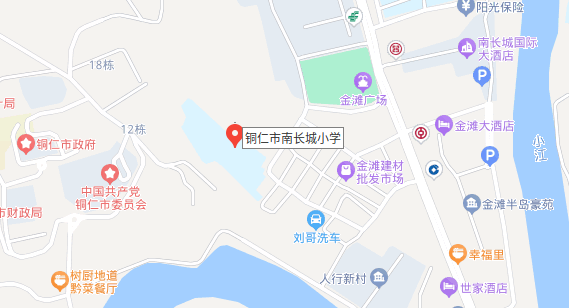 阳光保险
南长城国际
大酒店
18栋
金滩广场
计局
12栋
金滩大酒店
铜仁市南长城小学
铜仁市政府
小江
金滩建材
批发市场
中国共产党
铜仁市委员会
金滩半岛豪苑
市财政局
刘哥洗车
幸福里
人行新村
树厨地道
黔菜餐厅
世家酒店
P
P